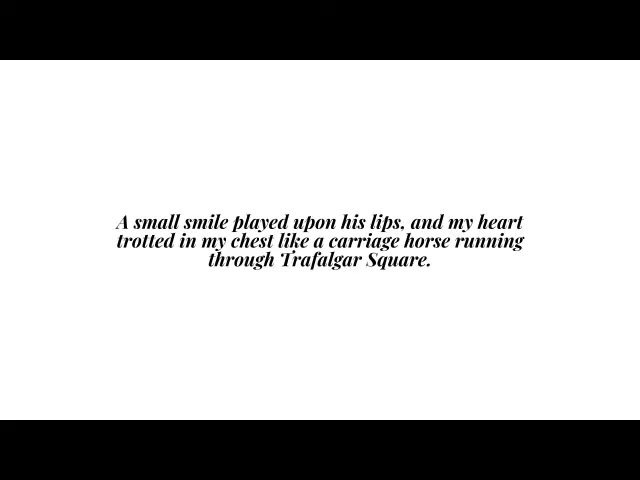 A small smile played upon his lips, and my heart
trotted in my chest like a carriage horse running
through Trafalgar Square.